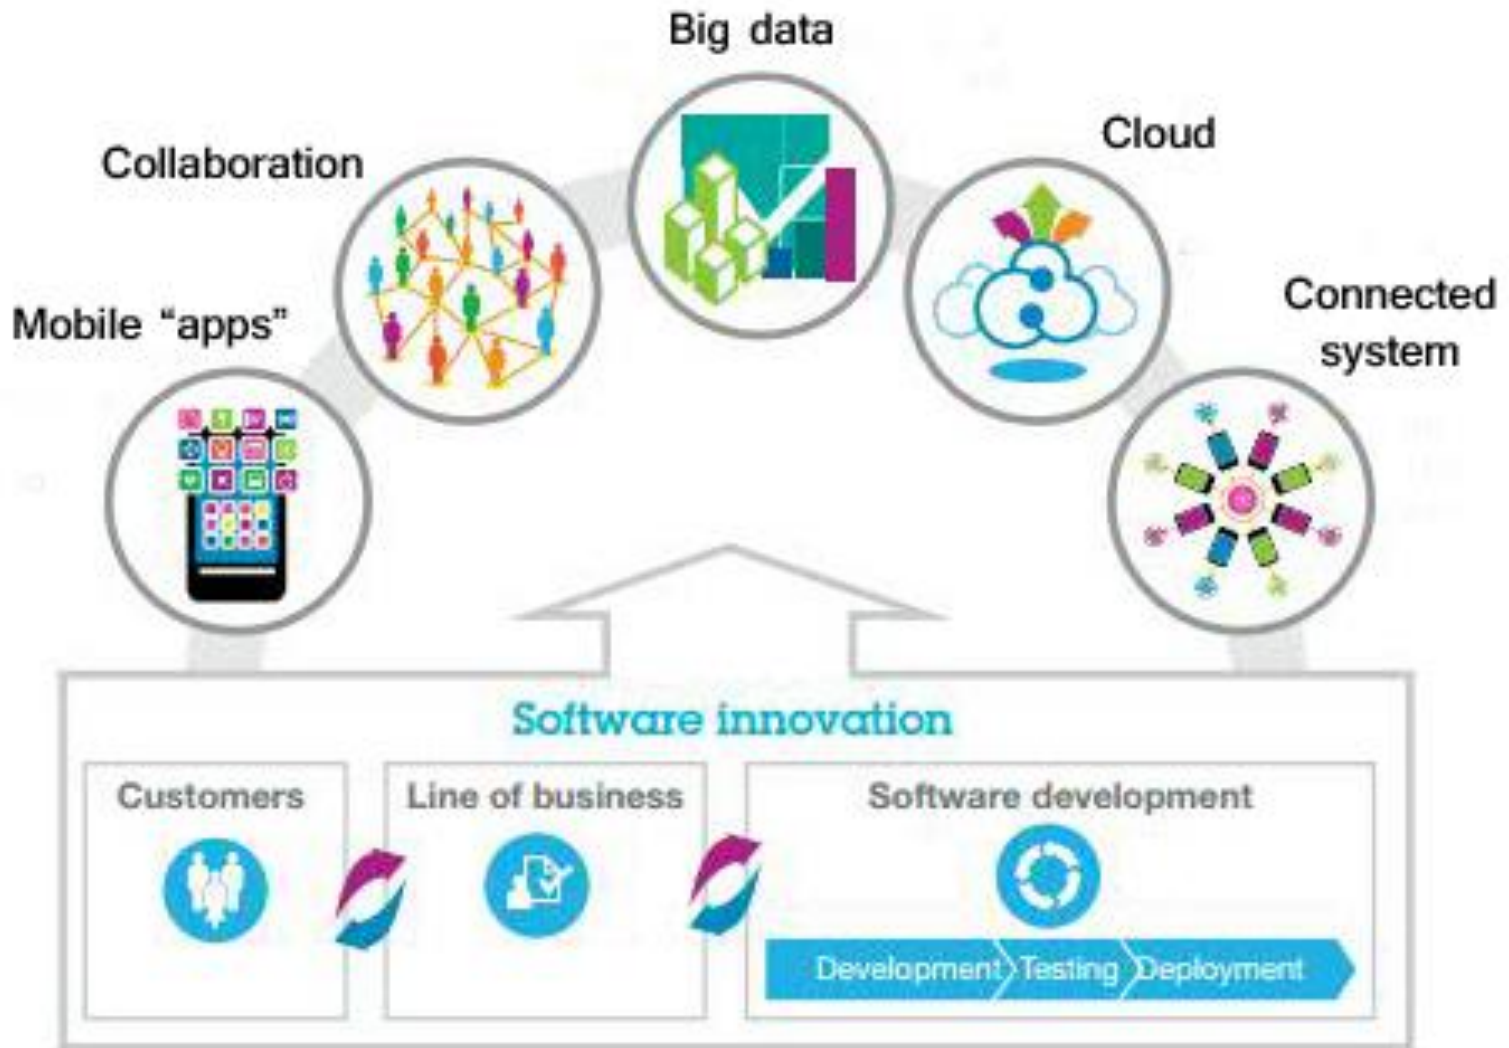 Big data
Collaboration
Cloud
Mobile “apps”
Connected
system
Software innovation
Customers
Line of business
Software development
Development
Testing
Deployment